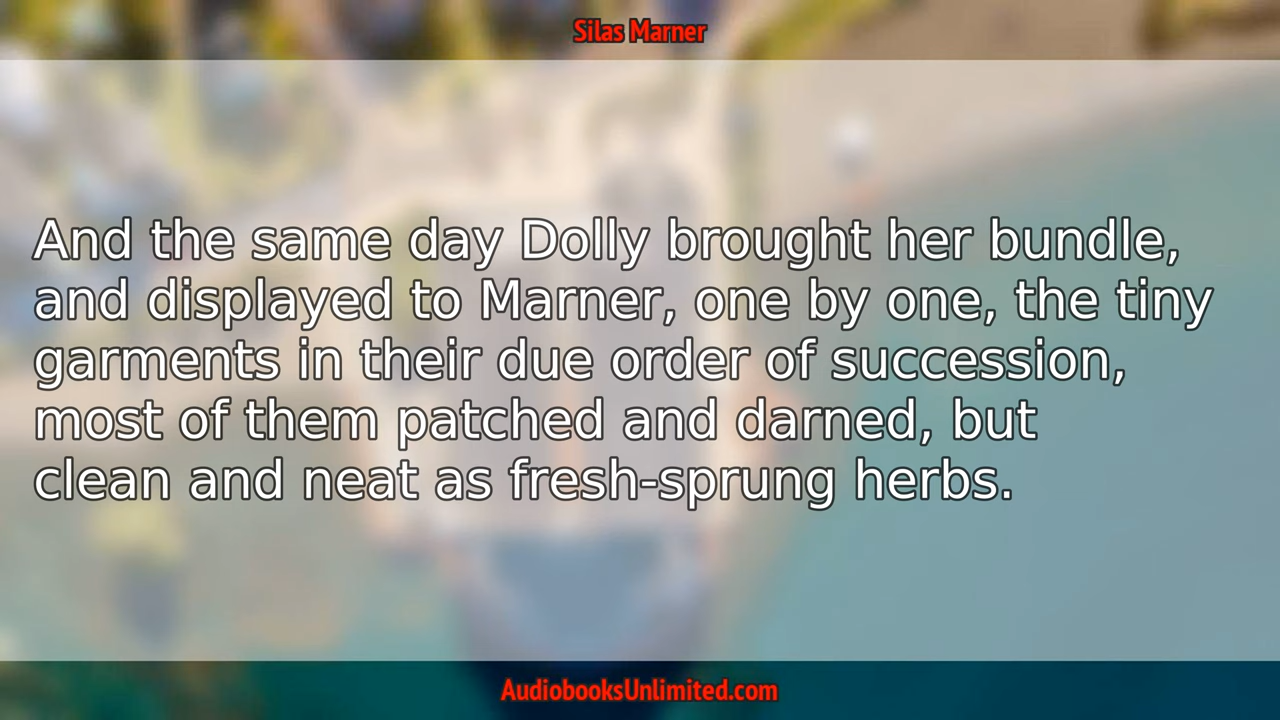 Silas Marner
And the same day Dolly brought her bundle,
and displayed to Marner, one by one, the tiny
garments in their due order of succession,
most of them patched and darned, but
clean and neat as fresh-sprung herbs.
AudiobooksUnlimited.com